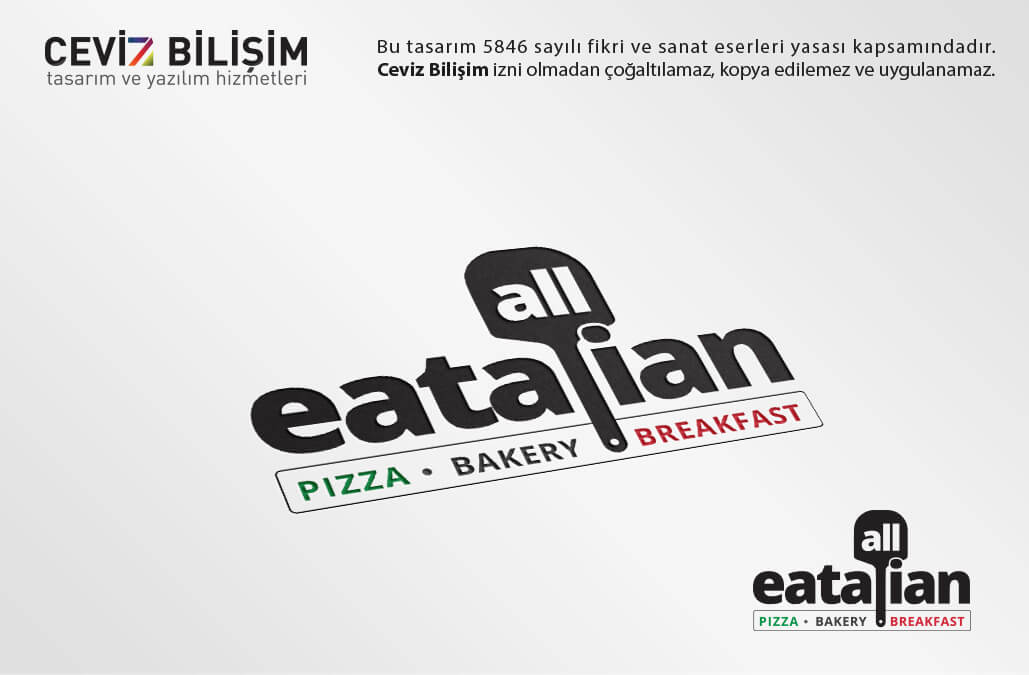 CEVİZ BİLİŞİM
tasarım ve yazılım hizmetleri
Bu tasarım 5846 sayılı fikri ve sanat eserleri yasası kapsamındadır.
Ceviz Bilişim izni olmadan çoğaltılamaz, kopya edilemez ve uygulanamaz.
all
eatalian
PIZZA • BAKERY BREAKFAST
all
eatalian
PIZZA • BAKERY BREAKFAST